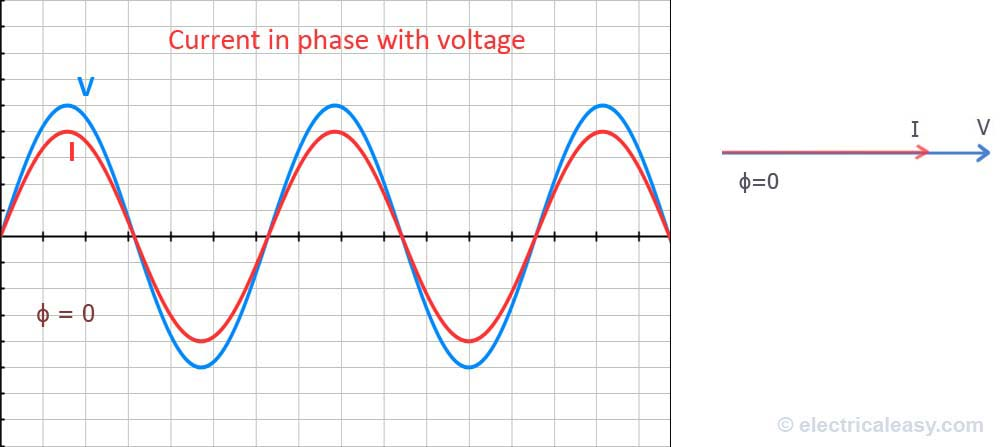 Current in phase with voltage
V
I
ϕ = 0
I
V
ϕ=0
© electricaleasy.com